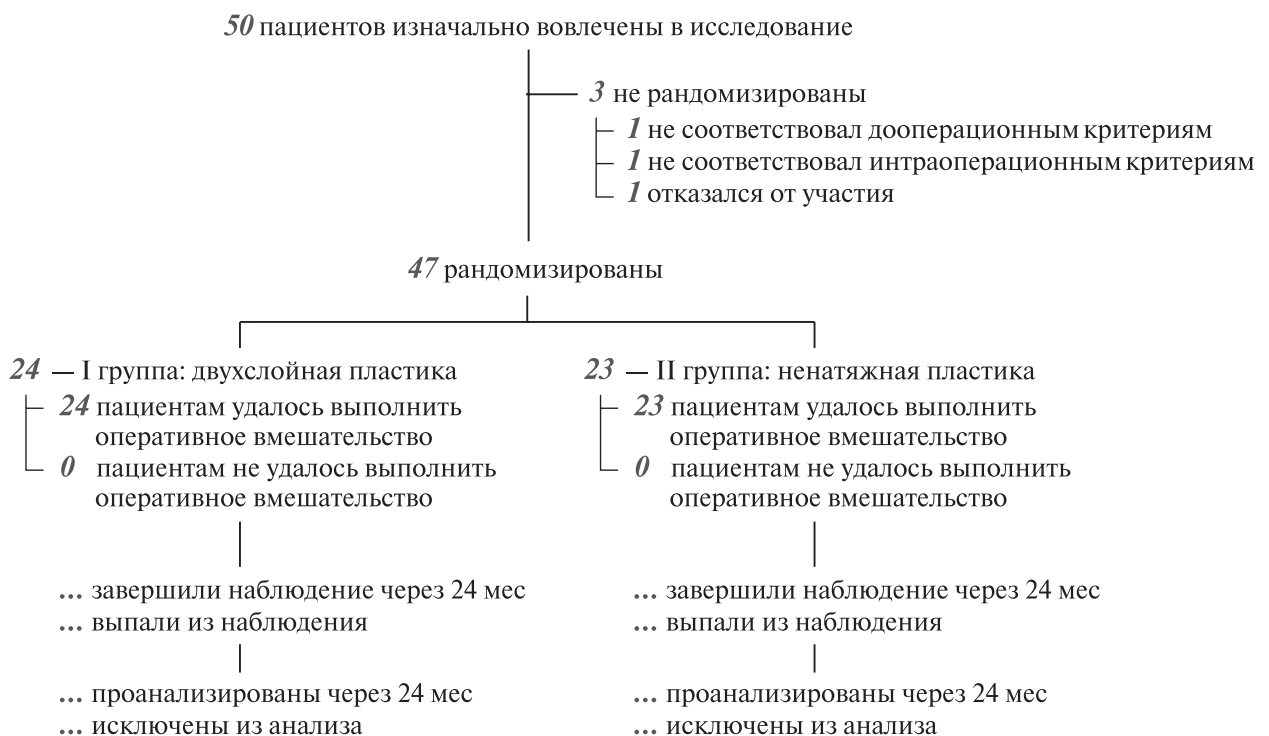 50 пациентов изначально вовлечены в исследование
3 не рандомизированы
1 не соответствовал дооперационным критериям
1 не соответствовал интраоперационным критериям
1 отказался от участия
47 рандомизированы
24 — I группа: двухслойная пластика
24 пациентам удалось выполнить
оперативное вмешательство
0 пациентам не удалось выполнить
оперативное вмешательство
... завершили наблюдение через 24 мес
... выпали из наблюдения
... проанализированы через 24 мес
... исключены из анализа
23 — II группа: ненатяжная пластика
23 пациентам удалось выполнить
оперативное вмешательство
0 пациентам не удалось выполнить
оперативное вмешательство
... завершили наблюдение через 24 мес
... выпали из наблюдения
... проанализированы через 24 мес
... исключены из анализа